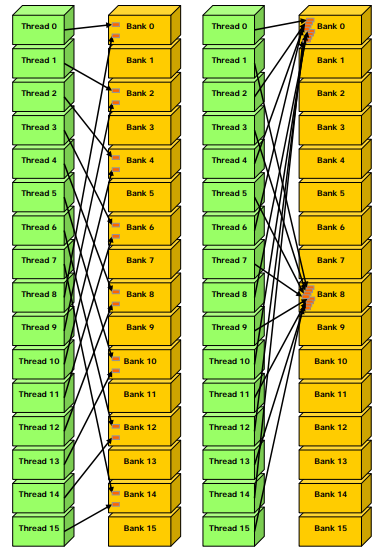 Thread 0 Bank 0 Thread 0 Bank 0
Thread 1 Bank 1 Thread 1 Bank 1
Thread 2 Bank 2 Thread 2 Bank 2
Thread 3 Bank 3 Thread 3 Bank 3
Thread 4 Bank 4 Thread 4 Bank 4
Thread 5 Bank 5 Thread 5 Bank 5
Thread 6 Bank 6 Thread 6 Bank 6
Thread 7 Bank 7 Thread 7 Bank 7
Thread 8 Bank 8 Thread 8 Bank 8
Thread 9 Bank 9 Thread 9 Bank 9
Thread 10 Bank 10 Thread 10 Bank 10
Thread 11 Bank 11 Thread 11 Bank 11
Thread 12 Bank 12 Thread 12 Bank 12
Thread 13 Bank 13 Thread 13 Bank 13
Thread 14 Bank 14 Thread 14 Bank 14
Thread 15 Bank 15 Thread 15 Bank 15